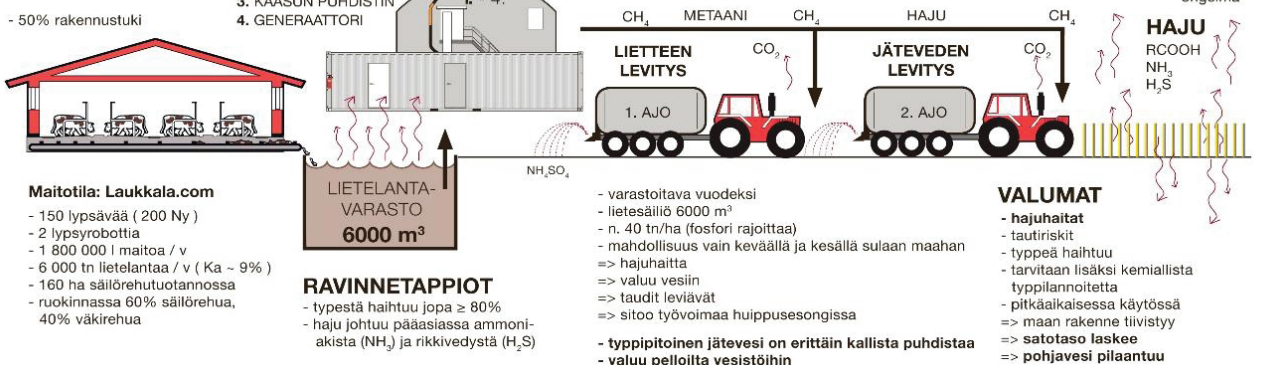 - 50% rakennustuki
3. KAASUN PUHDISTIN
4. GENERAATTORI
4.
CH4 METAANI CH4 HAJU CH4
HAJU
RCOOH
NH3
H2S
LIETTEEN
LEVITYS
CO2
JÄTEVEDEN
LEVITYS
CO2
1. AJO
2. AJO
NH4SO4
LIETELANTA-
VARASTO
6000 m³
Maitotila: Laukkala.com
- 150 lypsävää ( 200 Ny )
- 2 lypsyrobottia
- 1 800 000 l maitoa / v
- 6 000 tn lietelantaa / v ( Ka ~ 9% )
- 160 ha säilörehutuotannossa
- ruokinnassa 60% säilörehua,
40% väkirehua
RAVINNETAPPIOT
- typestä haihtuu jopa ≥ 80%
- haju johtuu pääasiassa ammoni-
akista (NH3) ja rikkivedystä (H2S)
- varastoitava vuodeksi
- lietesäiliö 6000 m³
- n. 40 tn/ha (fosfori rajoittaa)
- mahdollisuus vain keväällä ja kesällä sulaan maahan
=> hajuhaitta
=> valuu vesiin
=> taudit leviävät
=> sitoo työvoimaa huippusesongissa
- typpipitoinen jätevesi on erittäin kallista puhdistaa
- valuu pelloilta vesistöihin
VALUMAT
- hajuhaitat
- tautiriskit
- typpeä haihtuu
- tarvitaan lisäksi kemiallista
typpilannoitetta
- pitkäaikaisessa käytössä
=> maan rakenne tiivistyy
=> satotaso laskee
=> pohjavesi pilaantuu